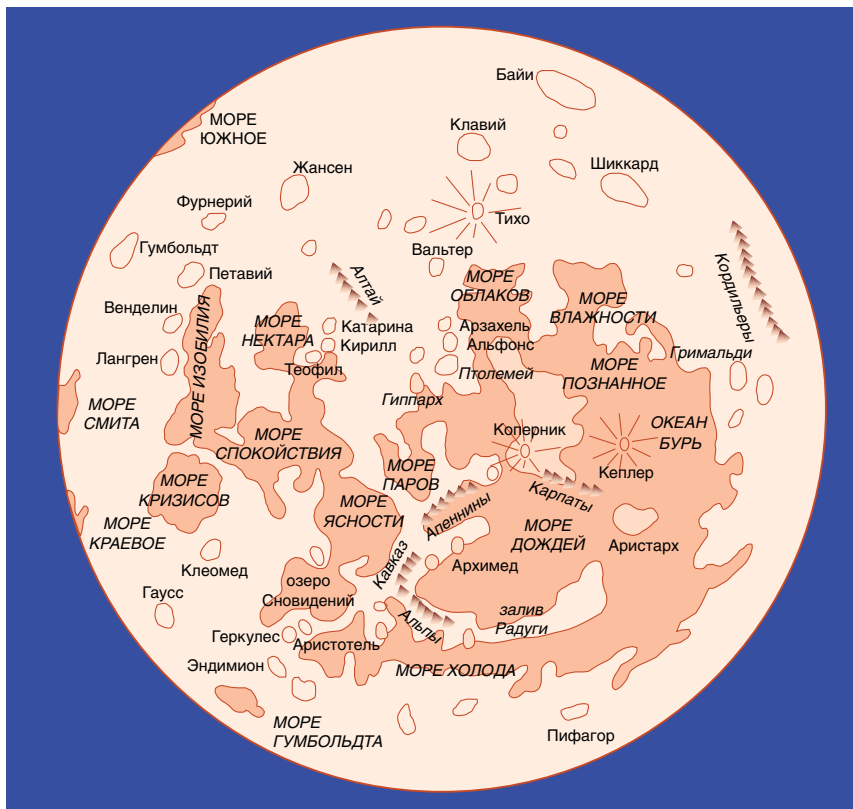 Байи
МОРЕ
ЮЖНОЕ
Клавий
Жансен
Шиккард
Фурнерий
Тихо
Гумбольдт
Вальтер
Петавий
Алтай
Кордильеры
МОРЕ
ОБЛАКОВ
МОРЕ
ВЛАЖНОСТИ
Венделин
МОРЕ ИЗОБИЛИЯ
МОРЕ
НЕКТАРА
Катарина
Кирилл
Арзахель
Альфонс
Гримальди
Лангрен
Теофил
Птолемей
МОРЕ
ПОЗНАННОЕ
МОРЕ
СМИТА
Гиппарх
МОРЕ
СПОКОЙСТВИЯ
Коперник
ОКЕАН
БУРЬ
Кеплер
МОРЕ
КРИЗИСОВ
МОРЕ
ПАРОВ
Карпаты
МОРЕ
ЯСНОСТИ
Апеннины
МОРЕ
ДОЖДЕЙ
МОРЕ
КРАЕВОЕ
Аристарх
Клеомед
Кавказ
Архимед
Гаусс
озеро
Сновидений
залив
Радуги
Альпы
Геркулес
Аристотель
Эндимион
МОРЕ ХОЛОДА
МОРЕ
ГУМБОЛЬДТА
Пифагор